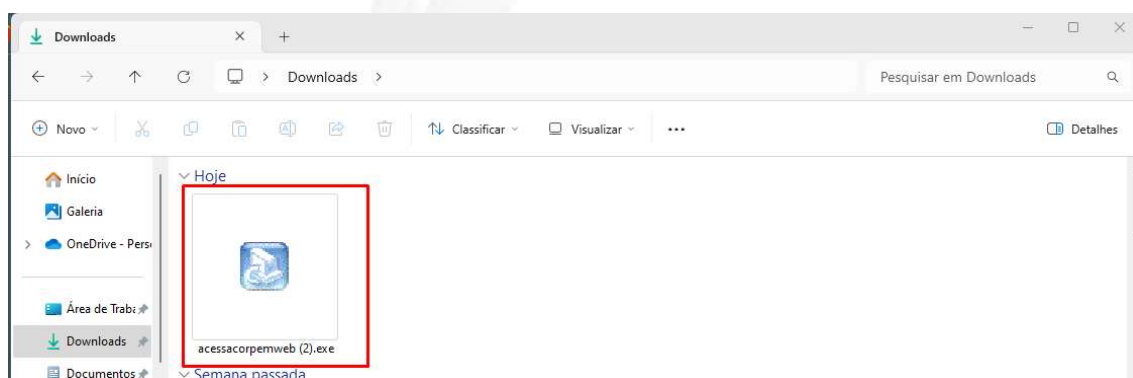 Downloads
Downloads
Pesquisar em Downloads
Novo
Classificar
Visualizar
Detalhes
Início
Hoje
Galeria
OneDrive - Perso
Área de Traba
Downloads
acessacorpemweb (2).exe
Documentos
Semana passada